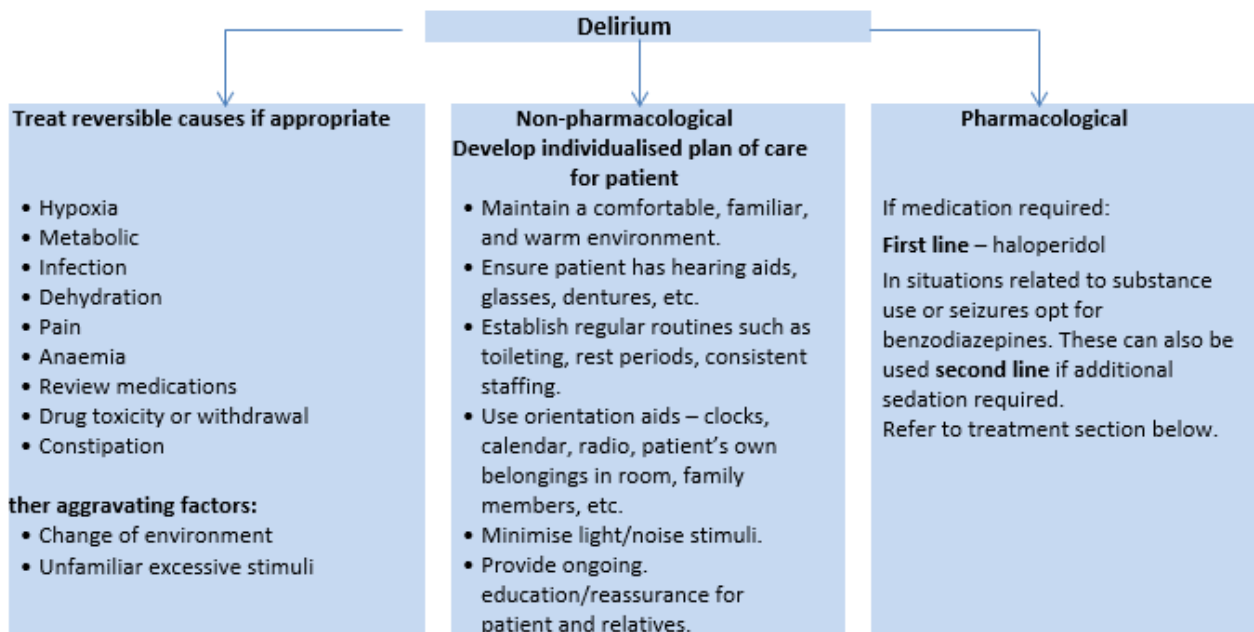 Delirium
Treat reversible causes if appropriate
• Hypoxia
• Metabolic
• Infection
• Dehydration
• Pain
• Anaemia
• Review medications
• Drug toxicity or withdrawal
• Constipation
ther aggravating factors:
• Change of environment
• Unfamiliar excessive stimuli
Non-pharmacological
Develop individualised plan of care
for patient
• Maintain a comfortable, familiar,
and warm environment.
• Ensure patient has hearing aids,
glasses, dentures, etc.
• Establish regular routines such as
toileting, rest periods, consistent
staffing.
• Use orientation aids – clocks,
calendar, radio, patient’s own
belongings in room, family
members, etc.
• Minimise light/noise stimuli.
• Provide ongoing.
education/reassurance for
patient and relatives.
Pharmacological
If medication required:
First line – haloperidol
In situations related to substance
use or seizures opt for
benzodiazepines. These can also be
used second line if additional
sedation required.
Refer to treatment section below.